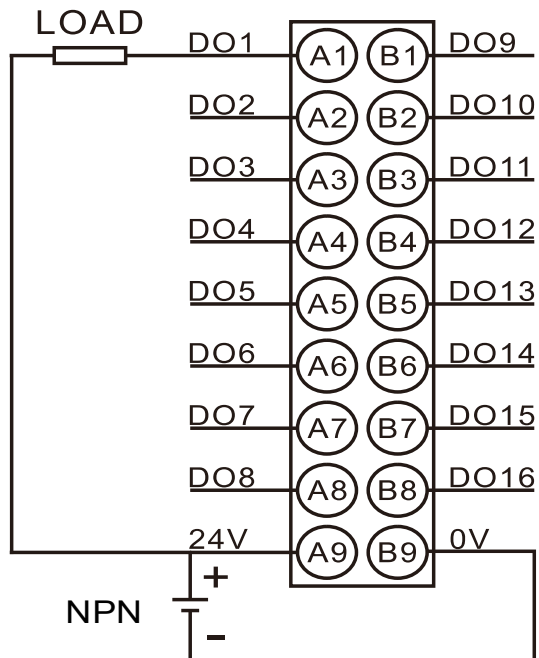 LOAD
DO1 A1 B1 DO9
DO2 A2 B2 DO10
DO3 A3 B3 DO11
DO4 A4 B4 DO12
DO5 A5 B5 DO13
DO6 A6 B6 DO14
DO7 A7 B7 DO15
DO8 A8 B8 DO16
24V A9 B9 0V
+
NPN
-